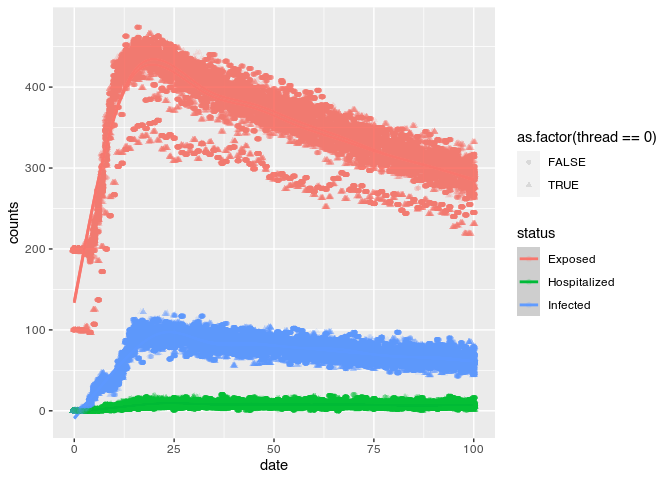 counts
400
300
200
100
0
0
25
50
75
100
date
as.factor(thread == 0)
FALSE
TRUE
status
Exposed
Hospitalized
Infected